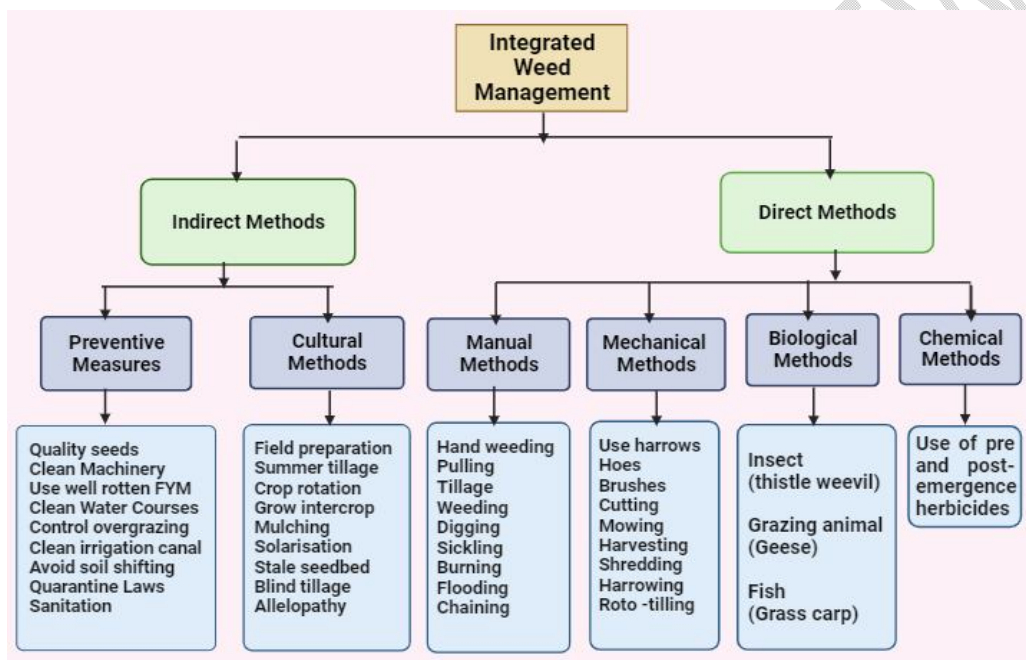 Integrated
Weed
Management
Indirect Methods
Direct Methods
Preventive
Measures
Cultural
Methods
Manual
Methods
Mechanical
Methods
Biological
Methods
Chemical
Methods
Quality seeds
Clean Machinery
Use well rotten FYM
Clean Water Courses
Control overgrazing
Clean irrigation canal
Avoid soil shifting
Quarantine Laws
Sanitation
Field preparation
Summer tillage
Crop rotation
Grow intercrop
Mulching
Solarisation
Stale seedbed
Blind tillage
Allelopathy
Hand weeding
Pulling
Tillage
Weeding
Digging
Sickling
Burning
Flooding
Chaining
Use harrows
Hoes
Brushes
Cutting
Mowing
Harvesting
Shredding
Harrowing
Roto -tilling
Insect
(thistle weevil)
Grazing animal
(Geese)
Fish
(Grass carp)
Use of pre
and post-
emergence
herbicides